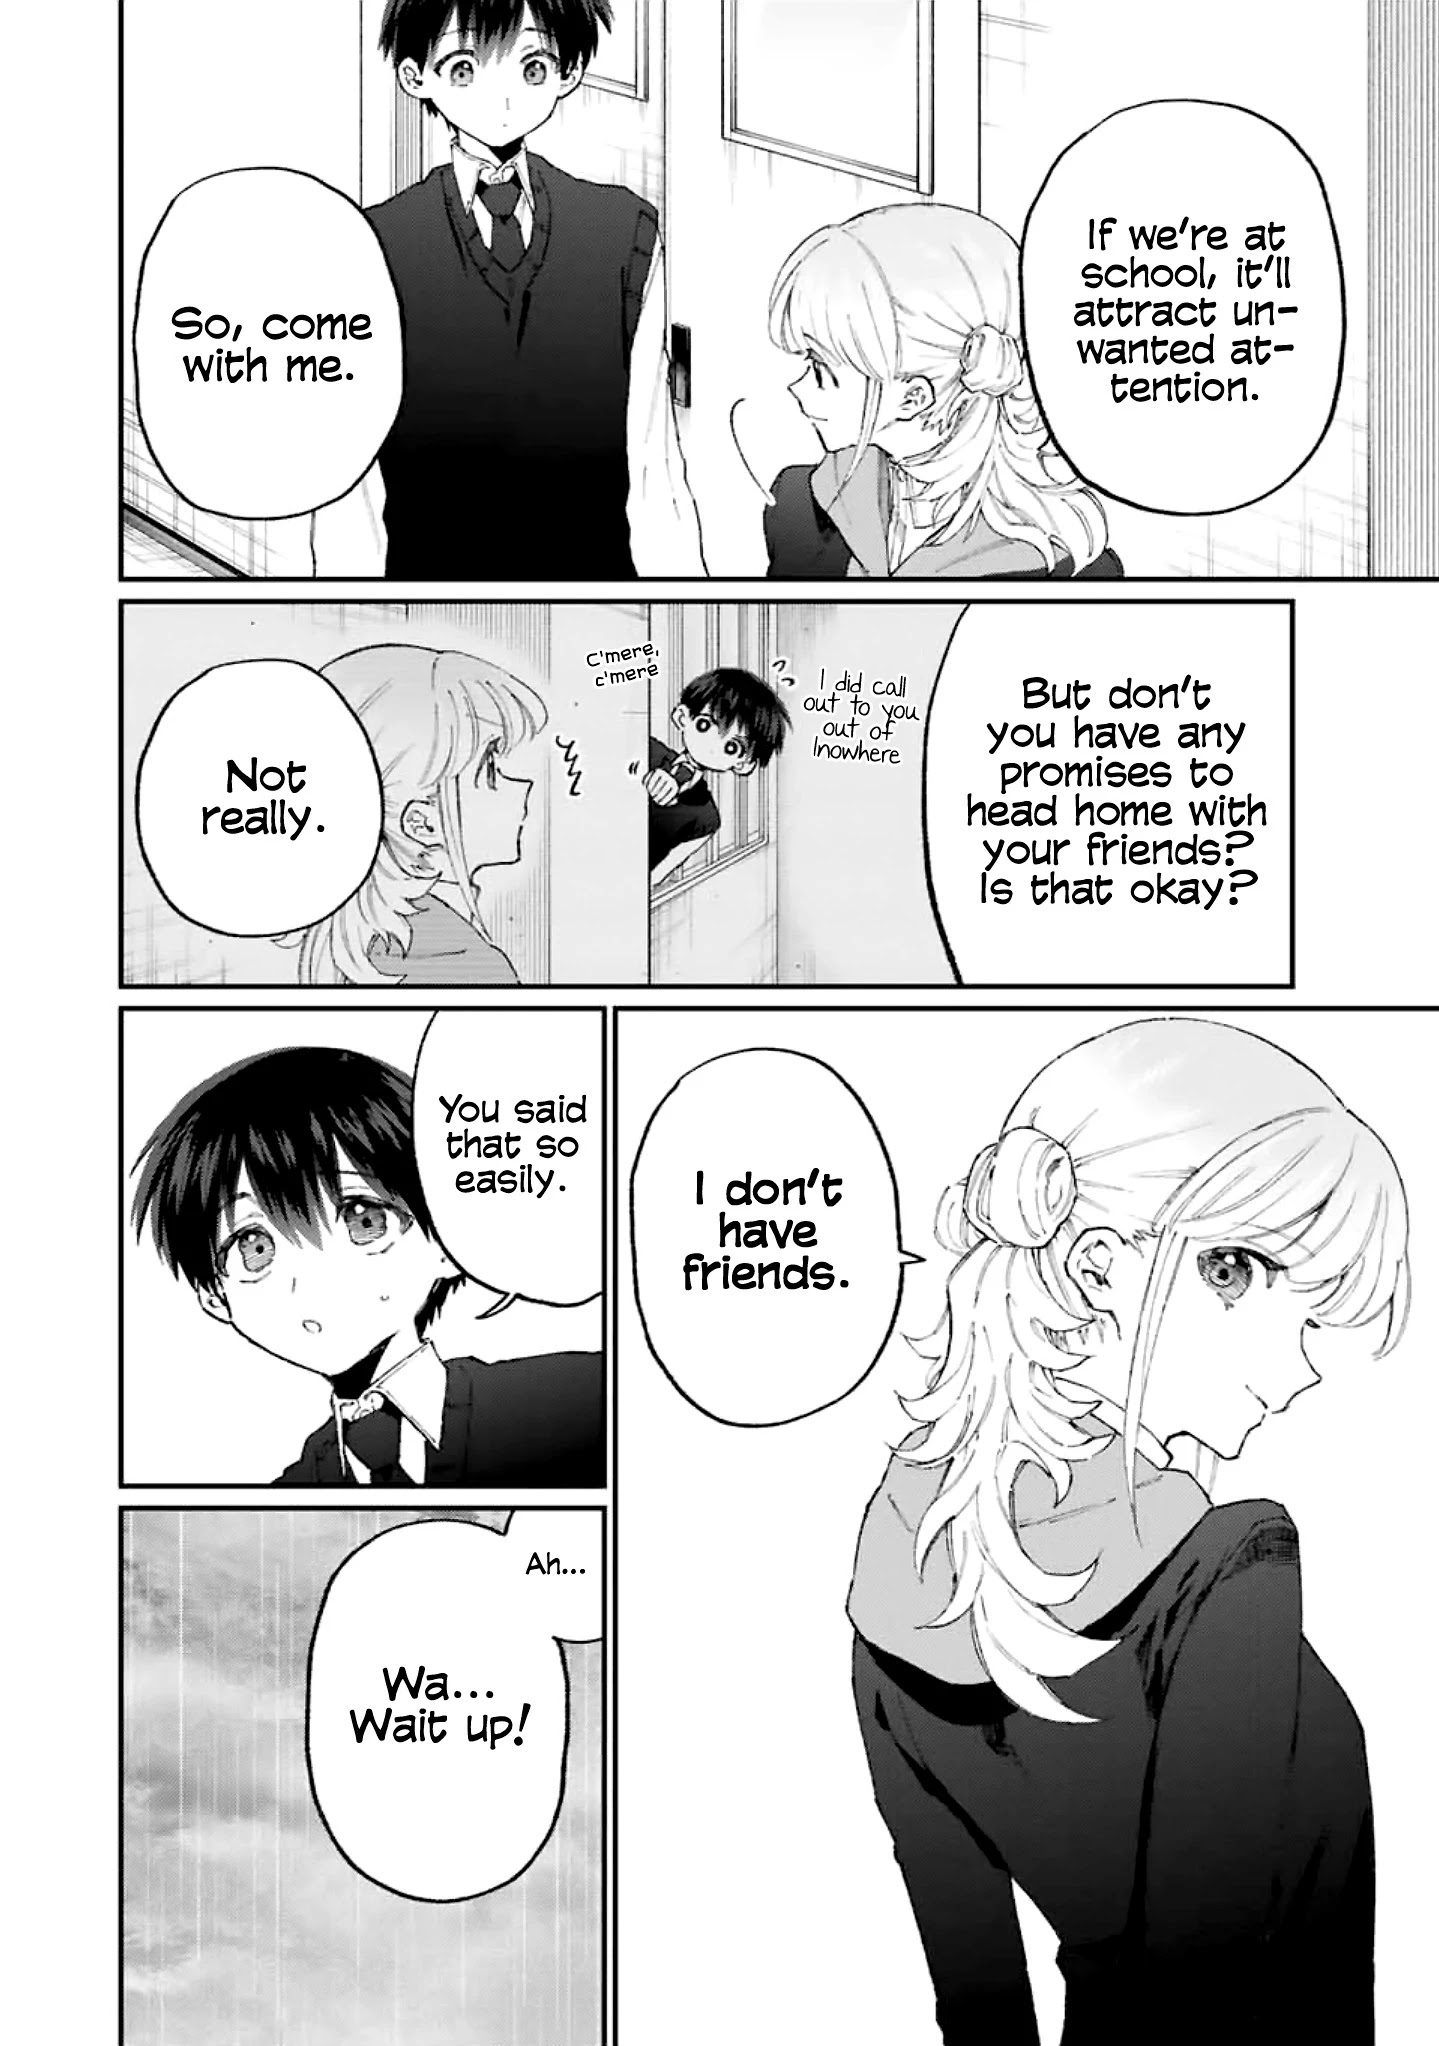 If we're at
school, it'll
attract un-
wanted at-
tention.
So, come
with me.
But don't
you have any
promises to
head home with
your friends?
Is that okay?
I did call
out to you
out of
lnowhere
C'mere,
c'mere
Not
really.
I don't
have
friends.
You said
that so
easily.
Ah...
Wa...
Wait up!